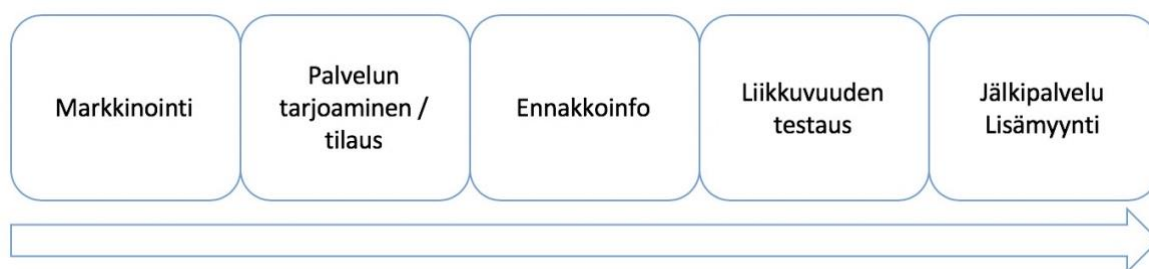 Markkinointi
Palvelun
tarjoaminen /
tilaus
Ennakkoinfo
Liikkuvuuden
testaus
Jälkipalvelu
Lisämyynti